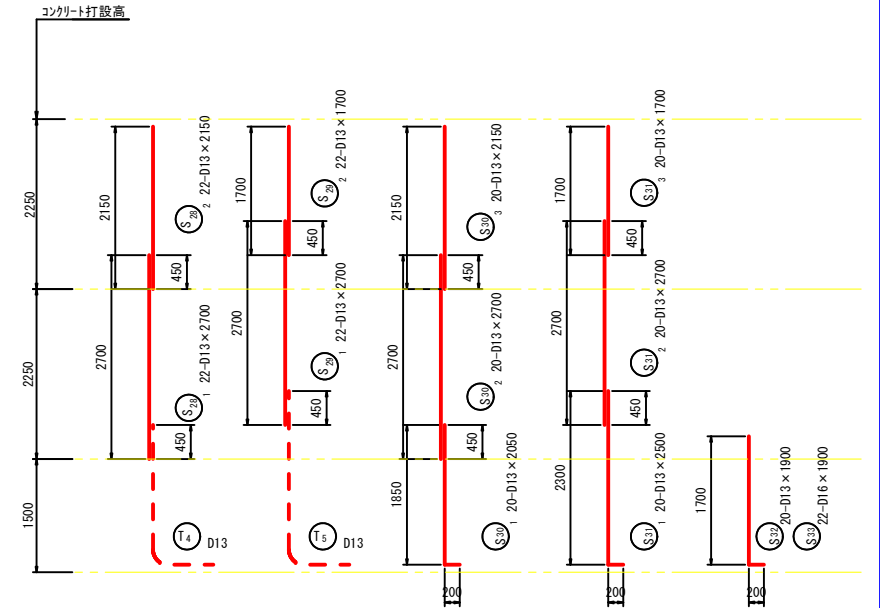 コンクリート打設高
2250
2250
1500
2150
2700
450
450
S28 2 22-D13×2150
S28 1 22-D13×2700
T4 D13
1700
2700
450
450
S29 2 22-D13×1700
S29 1 22-D13×2700
T5 D13
2150
2700
1850
450
450
200
S30 3 20-D13×2150
S30 2 20-D13×2700
S30 1 20-D13×2050
1700
2700
2300
450
450
200
S31 3 20-D13×1700
S31 2 20-D13×2700
S31 1 20-D13×2500
1700
200
S32 20-D13×1900
S33 22-D16×1900